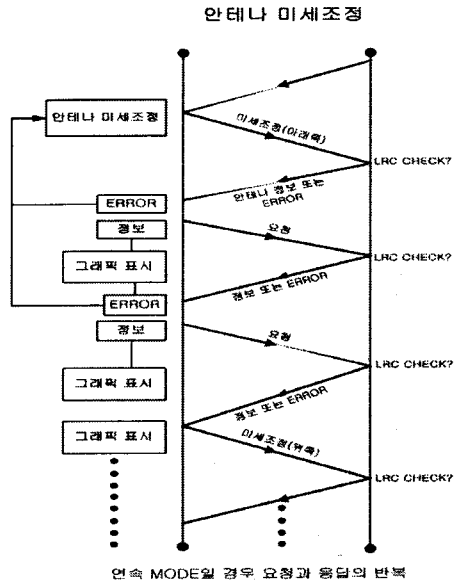 안테나 미세조정
안테나 미세조정
미세조정(아래쪽)
LRC CHECK?
안테나 정보 또는
ERROR
ERROR
정보
요청
그래픽 표시
LRC CHECK?
정보 또는 ERROR
ERROR
정보
요청
LRC CHECK?
그래픽 표시
정보 또는 ERROR
그래픽 표시
미세조정(위쪽)
LRC CHECK?
연속 MODE일 경우 요청과 응답의 반복